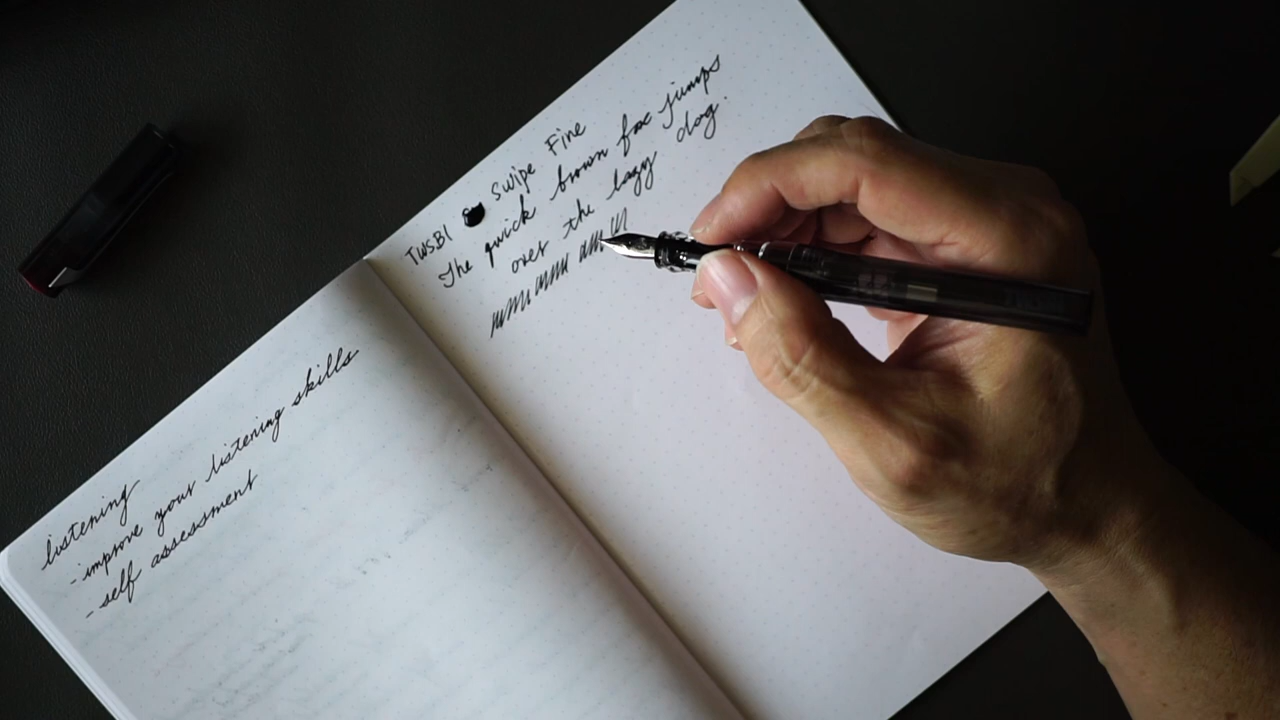 listening
- improve your listening skills
- self assessment
TWSBI Swipe Fine
The quick brown fox jumps
over the lazy dog.